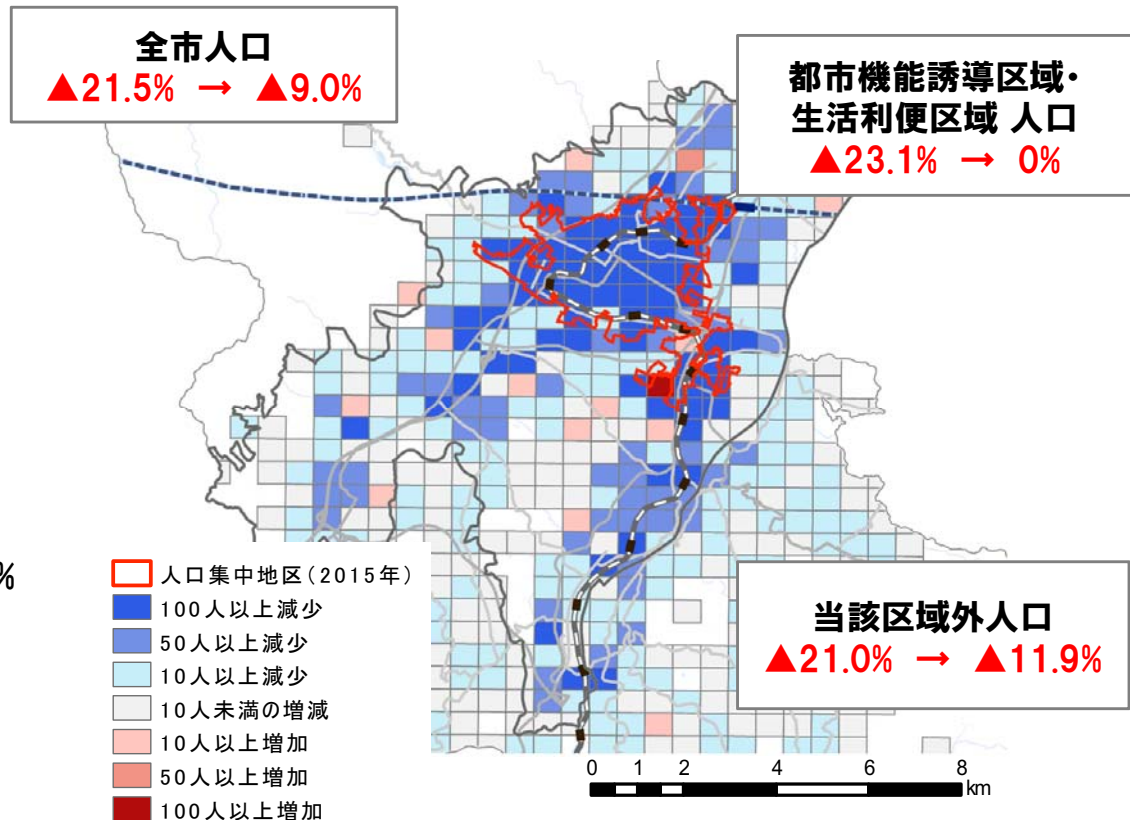 全市人口
▲21.5% → ▲9.0%
都市機能誘導区域・
生活利便区域 人口
▲23.1% → 0%
%
人口集中地区(2015年)
100人以上減少
50人以上減少
10人以上減少
10人未満の増減
10人以上増加
50人以上増加
100人以上増加
当該区域外人口
▲21.0% → ▲11.9%
0 1 2 4 6 8
km